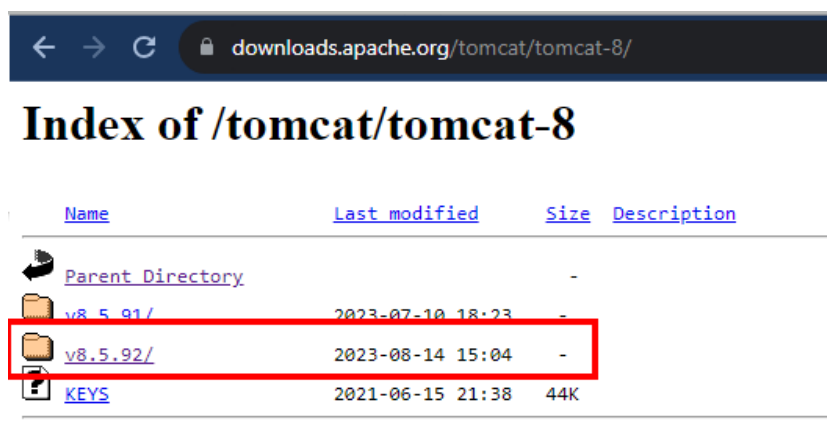 downloads.apache.org/tomcat/tomcat-8/
Index of /tomcat/tomcat-8
Name Last modified Size Description
Parent Directory -
v8.5.91/ 2023-07-10 18:23 -
v8.5.92/ 2023-08-14 15:04 -
KEYS 2021-06-15 21:38 44K